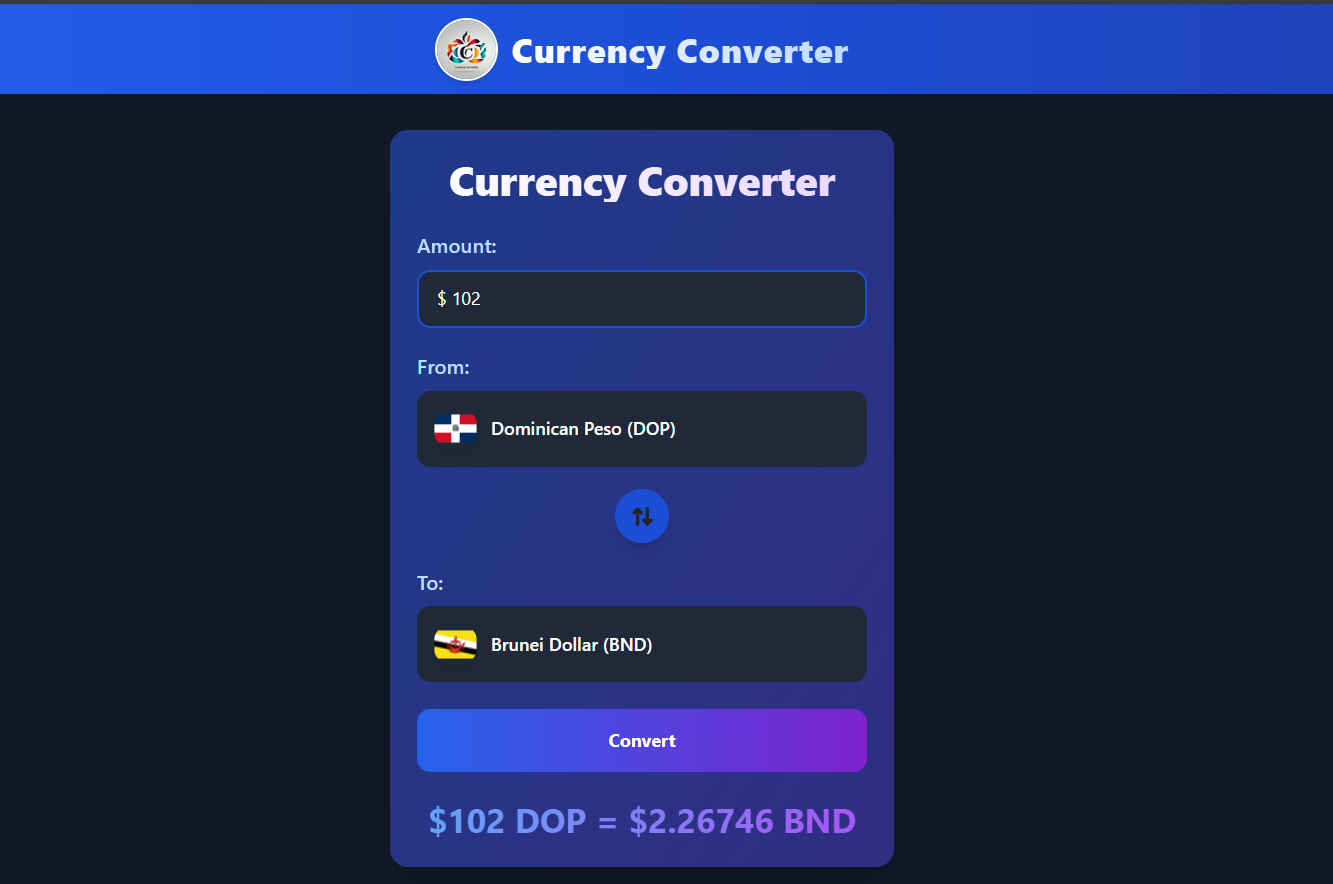 Currency Converter
Currency Converter
Amount:
$ 102
From:
Dominican Peso (DOP)
To:
Brunei Dollar (BND)
Convert
$102 DOP = $2.26746 BND